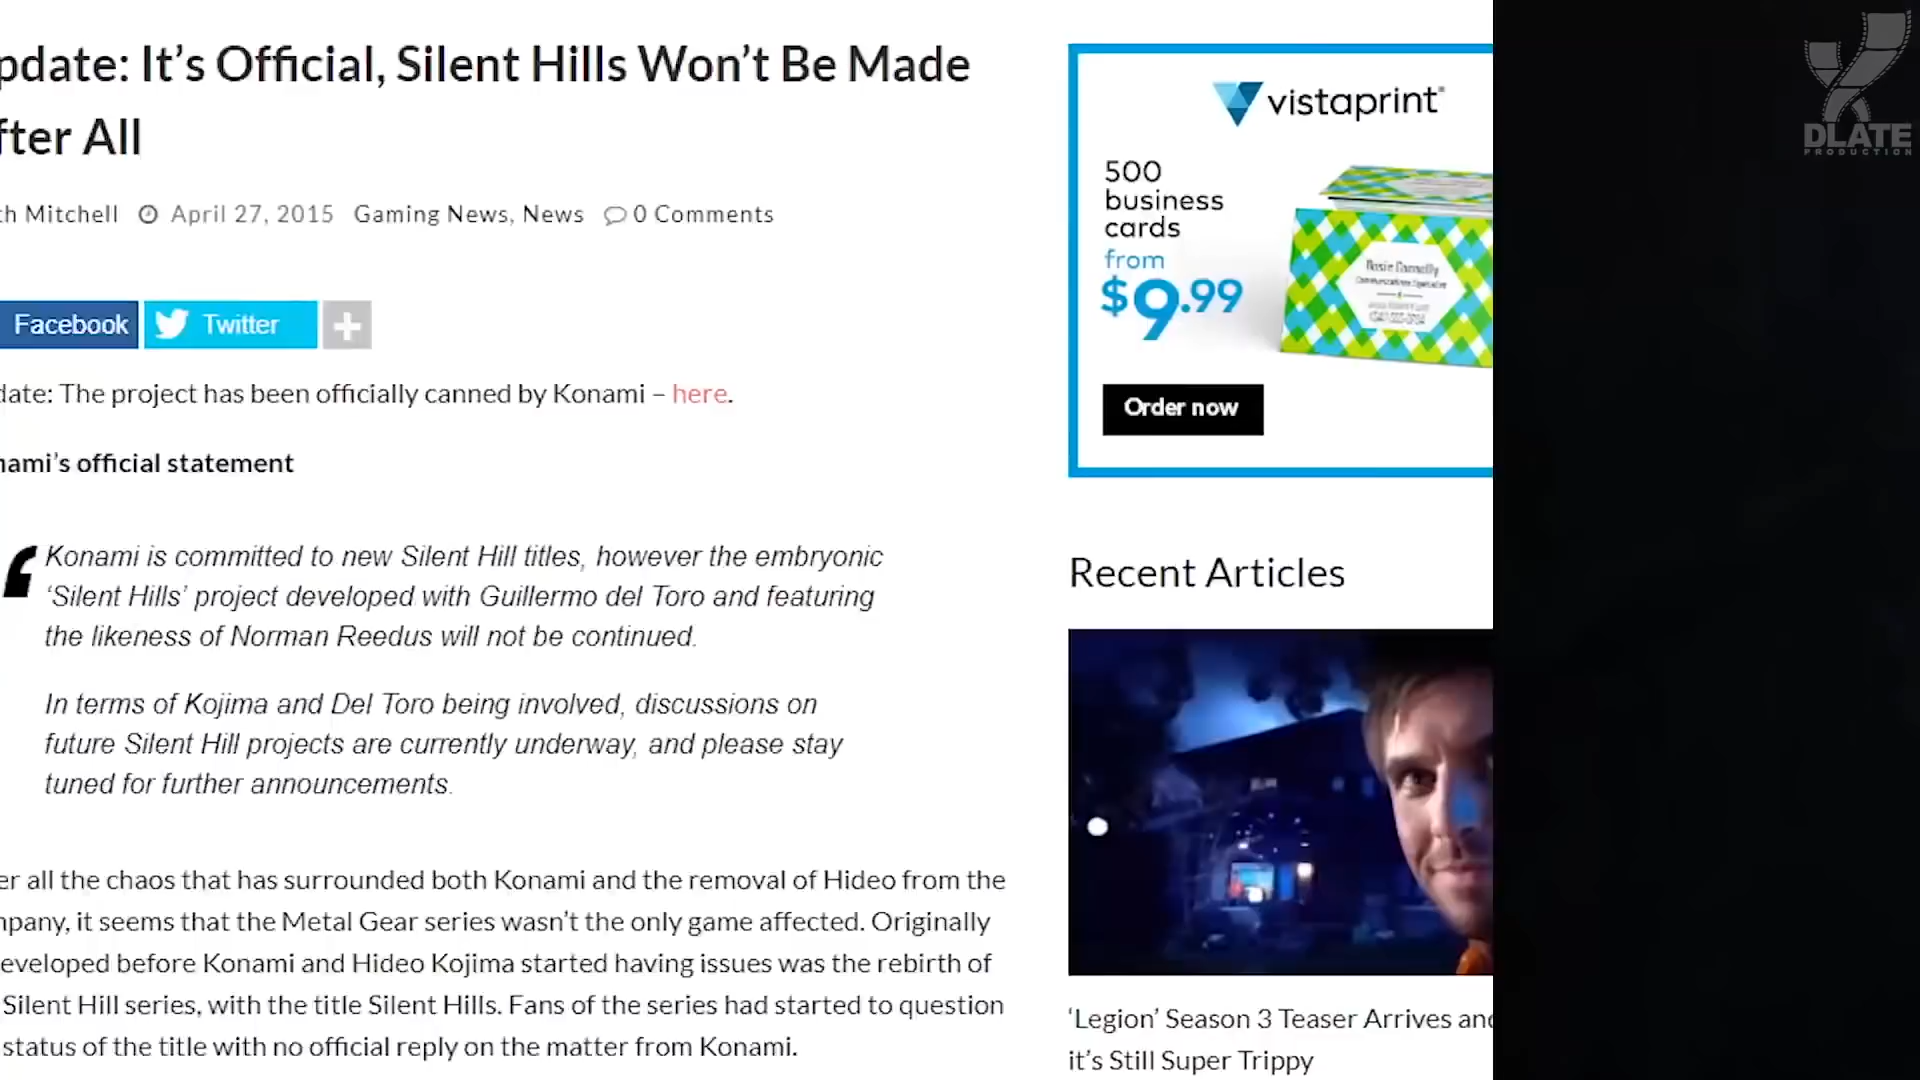 pdate: It’s Official, Silent Hills Won’t Be Made
fter All
th Mitchell April 27, 2015 Gaming News, News 0 Comments
Facebook Twitter +
date: The project has been officially canned by Konami – here.
nami’s official statement
‘
Konami is committed to new Silent Hill titles, however the embryonic
‘Silent Hills’ project developed with Guillermo del Toro and featuring
the likeness of Norman Reedus will not be continued.
In terms of Kojima and Del Toro being involved, discussions on
future Silent Hill projects are currently underway, and please stay
tuned for further announcements.
er all the chaos that has surrounded both Konami and the removal of Hideo from the
mpany, it seems that the Metal Gear series wasn’t the only game affected. Originally
eveloped before Konami and Hideo Kojima started having issues was the rebirth of
Silent Hill series, with the title Silent Hills. Fans of the series had started to question
status of the title with no official reply on the matter from Konami.
vistaprint
500
business
cards
from
$9.99
Order now
Recent Articles
‘Legion’ Season 3 Teaser Arrives and
it’s Still Super Trippy
DLATE
PRODUCTION